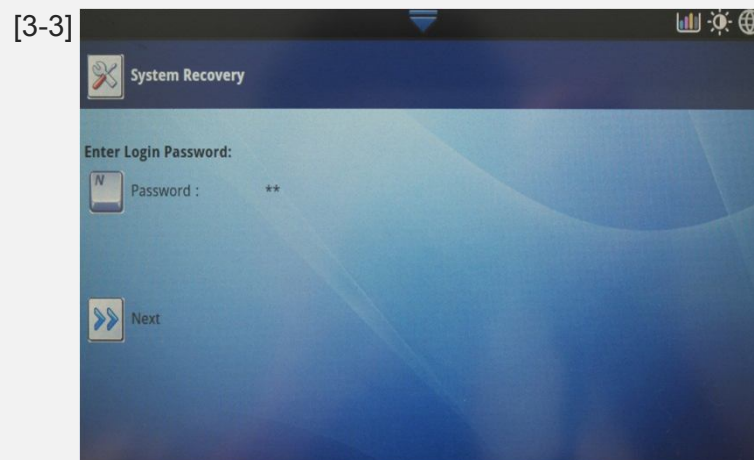 [3-3]
System Recovery
Enter Login Password:
N
Password : **
Next